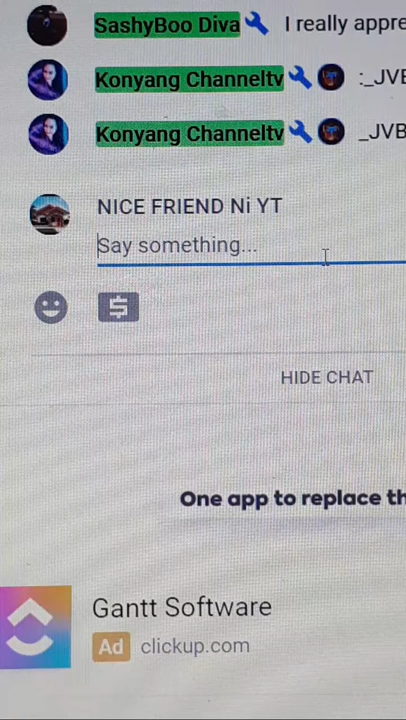 SashyBoo Diva I really appre
Konyang Channeltv :_JVB
Konyang Channeltv _JVB
NICE FRIEND Ni YT
Say something...
HIDE CHAT
One app to replace th
Gantt Software
Ad clickup.com